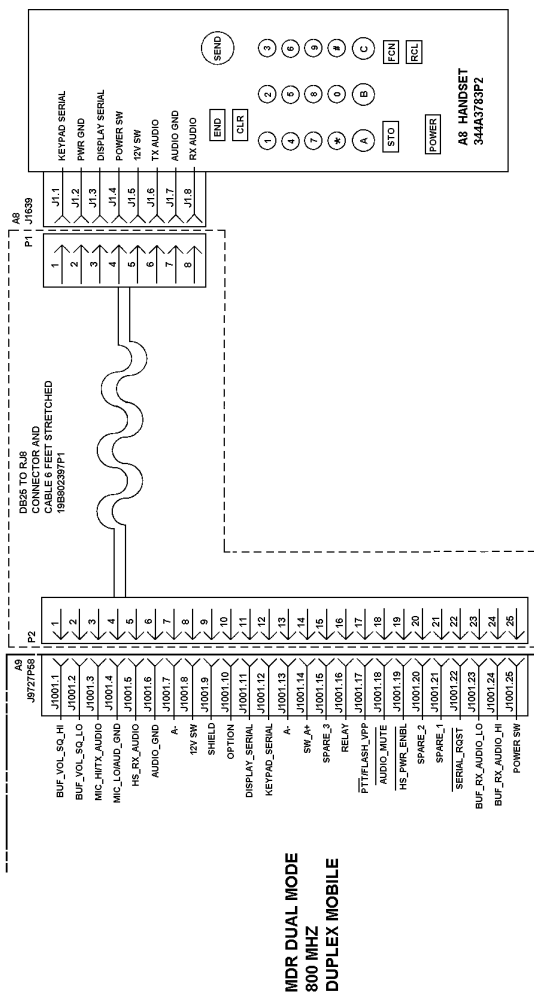 A8
J1639
P1
J1.1 KEYPAD SERIAL
J1.2 PWR GND
J1.3 DISPLAY SERIAL
J1.4 POWER SW
J1.5 12V SW
J1.6 TX AUDIO
J1.7 AUDIO GND
J1.8 RX AUDIO
1
2
3
4
5
6
7
8
SEND
END
CLR
1 2 3
4 5 6
7 8 9
* 0 #
A B C
STO
FCN
RCL
POWER
A8 HANDSET
344A3783P2
DB25 TO RJ8
CONNECTOR AND
CABLE 6 FEET STRETCHED
19B802397P1
P2
1
2
3
4
5
6
7
8
9
10
11
12
13
14
15
16
17
18
19
20
21
22
23
24
25
A9
J9727P58
BUF_VOL_SQ_HI J1001.1
BUF_VOL_SQ_LO J1001.2
MIC_HI/TX_AUDIO J1001.3
MIC_LO/AUD_GND J1001.4
HS_RX_AUDIO J1001.5
AUDIO_GND J1001.6
A- J1001.7
12V SW J1001.8
SHIELD J1001.9
OPTION J1001.10
DISPLAY_SERIAL J1001.11
KEYPAD_SERIAL J1001.12
A- J1001.13
SW_A+ J1001.14
SPARE_3 J1001.15
RELAY J1001.16
PTT/FLASH_VPP J1001.17
AUDIO_MUTE J1001.18
HS_PWR_ENBL J1001.19
SPARE_2 J1001.20
SPARE_1 J1001.21
SERIAL_RQST J1001.22
BUF_RX_AUDIO_LO J1001.23
BUF_RX_AUDIO_HI J1001.24
POWER SW J1001.25
MDR DUAL MODE
800 MHZ
DUPLEX MOBILE